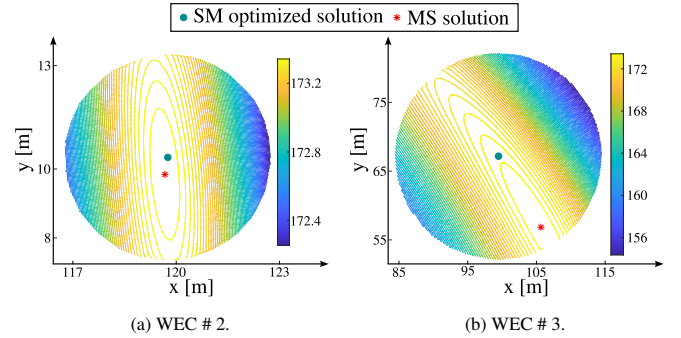 SM optimized solution MS solution
13
10
8
y [m]
117 120 123
x [m]
173.2
172.8
172.4
75
65
55
y [m]
85 95 105 115
x [m]
172
168
164
160
156
(a) WEC # 2.
(b) WEC # 3.